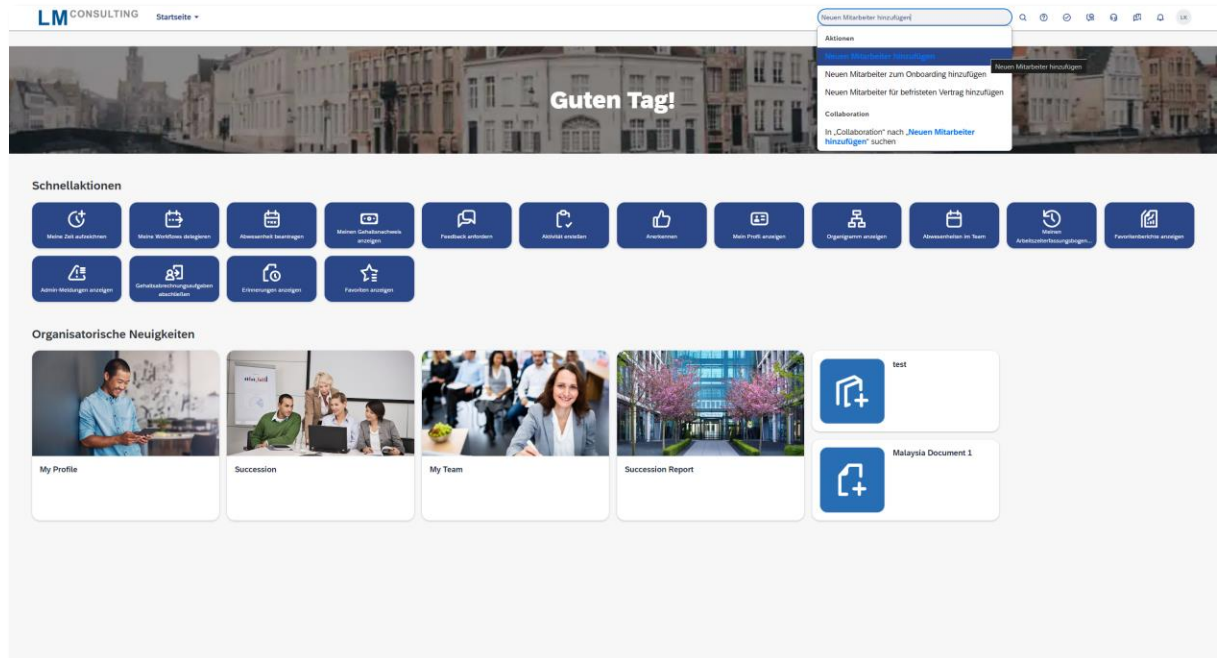 LM CONSULTING
Startseite
Neuen Mitarbeiter hinzufügen
LK
Aktionen
Neuen Mitarbeiter hinzufügen
Neuen Mitarbeiter hinzufügen
Neuen Mitarbeiter zum Onboarding hinzufügen
Neuen Mitarbeiter für befristeten Vertrag hinzufügen
Collaboration
In „Collaboration" nach „Neuen Mitarbeiter
hinzufügen" suchen
Guten Tag!
Schnellaktionen
Meine Zeit aufzeichnen
Meine Workflows delegieren
Abwesenheit beantragen
Meinen Gehaltsnachweis
anzeigen
Feedback anfordern
Aktivität erstellen
Anerkennen
Mein Profil anzeigen
Organigramm anzeigen
Abwesenheiten im Team
Meinen
Arbeitszeiterfassungsbogen...
Favoritenberichte anzeigen
Admin-Meldungen anzeigen
Gehaltsabrechnungsaufgaben
abschließen
Erinnerungen anzeigen
Favoriten anzeigen
Organisatorische Neuigkeiten
My Profile
Succession
My Team
Succession Report
test
Malaysia Document 1